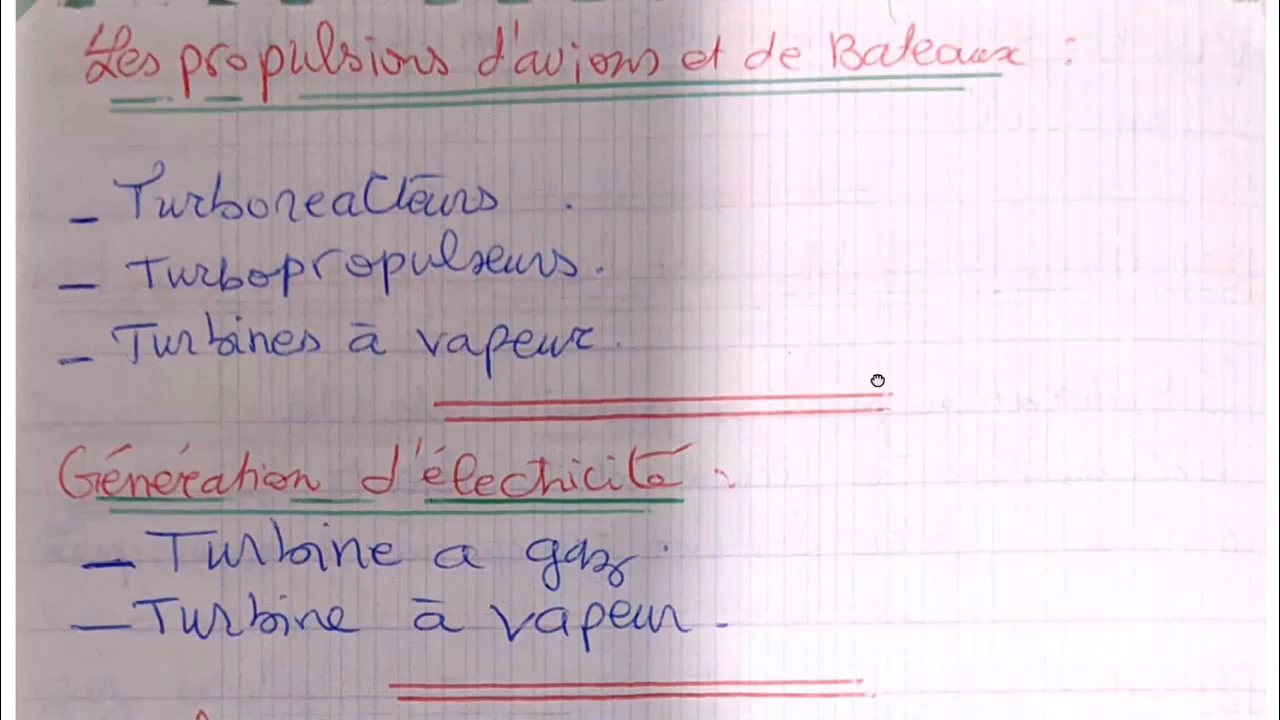 Les propulsions d'avions et de Bateaux :
- Turboreacteurs .
- Turbopropulseurs .
- Turbines à vapeur .
Génération d'électricité :
- Turbine a gaz .
- Turbine à vapeur .